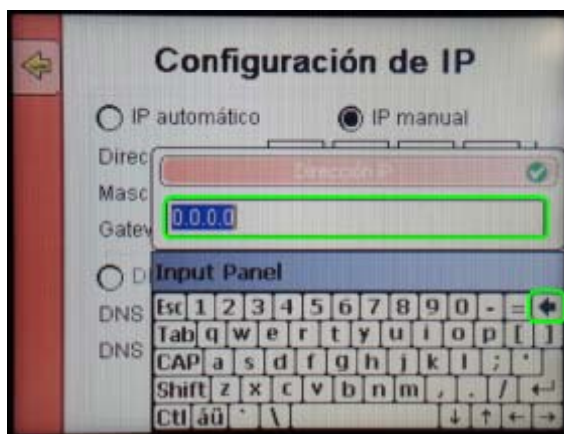 Configuración de IP
IP automático IP manual
Direc
Dirección IP
Masc
0.0.0.0
Gatev
Input Panel
DNS
Esc 1 2 3 4 5 6 7 8 9 0 - =
Tab q w e r t y u i o p [ ]
DNS
CAP a s d f g h j k l ; '
Shift z x c v b n m , . /
Ctl áü ` \